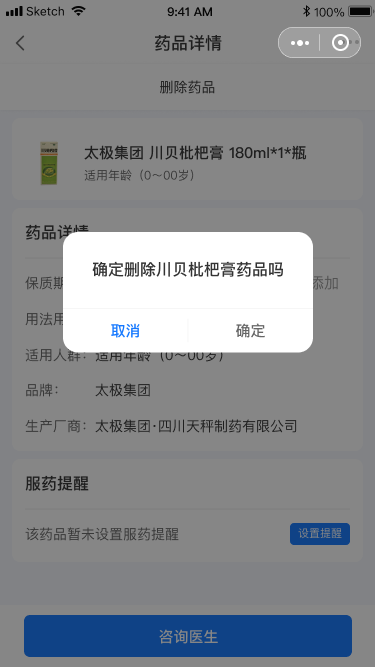 Sketch 9:41 AM 100%
药品详情
删除药品
太极集团 川贝枇杷膏 180ml*1*瓶
适用年龄（0～00岁）
药品详情
确定删除川贝枇杷膏药品吗
保质期
添加
用法用
取消 确定
适用人群： 适用年龄（0～00岁）
品牌： 太极集团
生产厂商： 太极集团·四川天秤制药有限公司
服药提醒
该药品暂未设置服药提醒 设置提醒
咨询医生